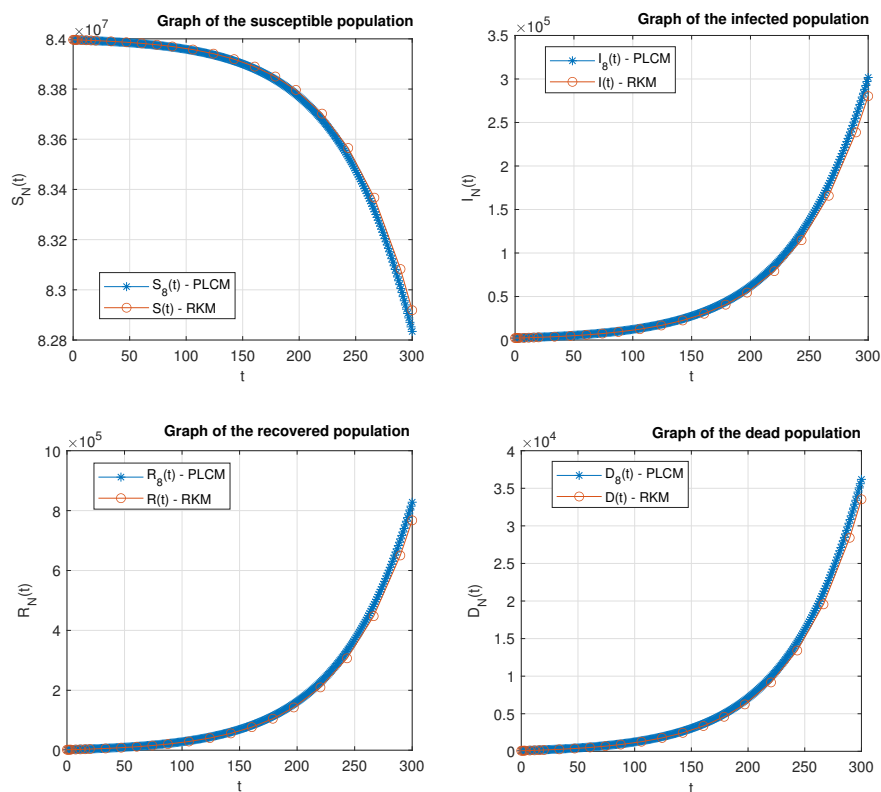 Graph of the susceptible population
×10^7
8.4
8.38
8.36
8.34
8.32
8.3
8.28
S_N(t)
S_8(t) - PLCM
S(t) - RKM
0 50 100 150 200 250 300
t
Graph of the infected population
×10^5
3.5
3
2.5
2
1.5
1
0.5
0
I_N(t)
I_8(t) - PLCM
I(t) - RKM
0 50 100 150 200 250 300
t
Graph of the recovered population
×10^5
10
8
6
4
2
0
R_N(t)
R_8(t) - PLCM
R(t) - RKM
0 50 100 150 200 250 300
t
Graph of the dead population
×10^4
4
3.5
3
2.5
2
1.5
1
0.5
0
D_N(t)
D_8(t) - PLCM
D(t) - RKM
0 50 100 150 200 250 300
t